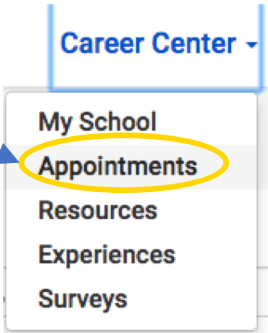 Career Center
My School
Appointments
Resources
Experiences
Surveys